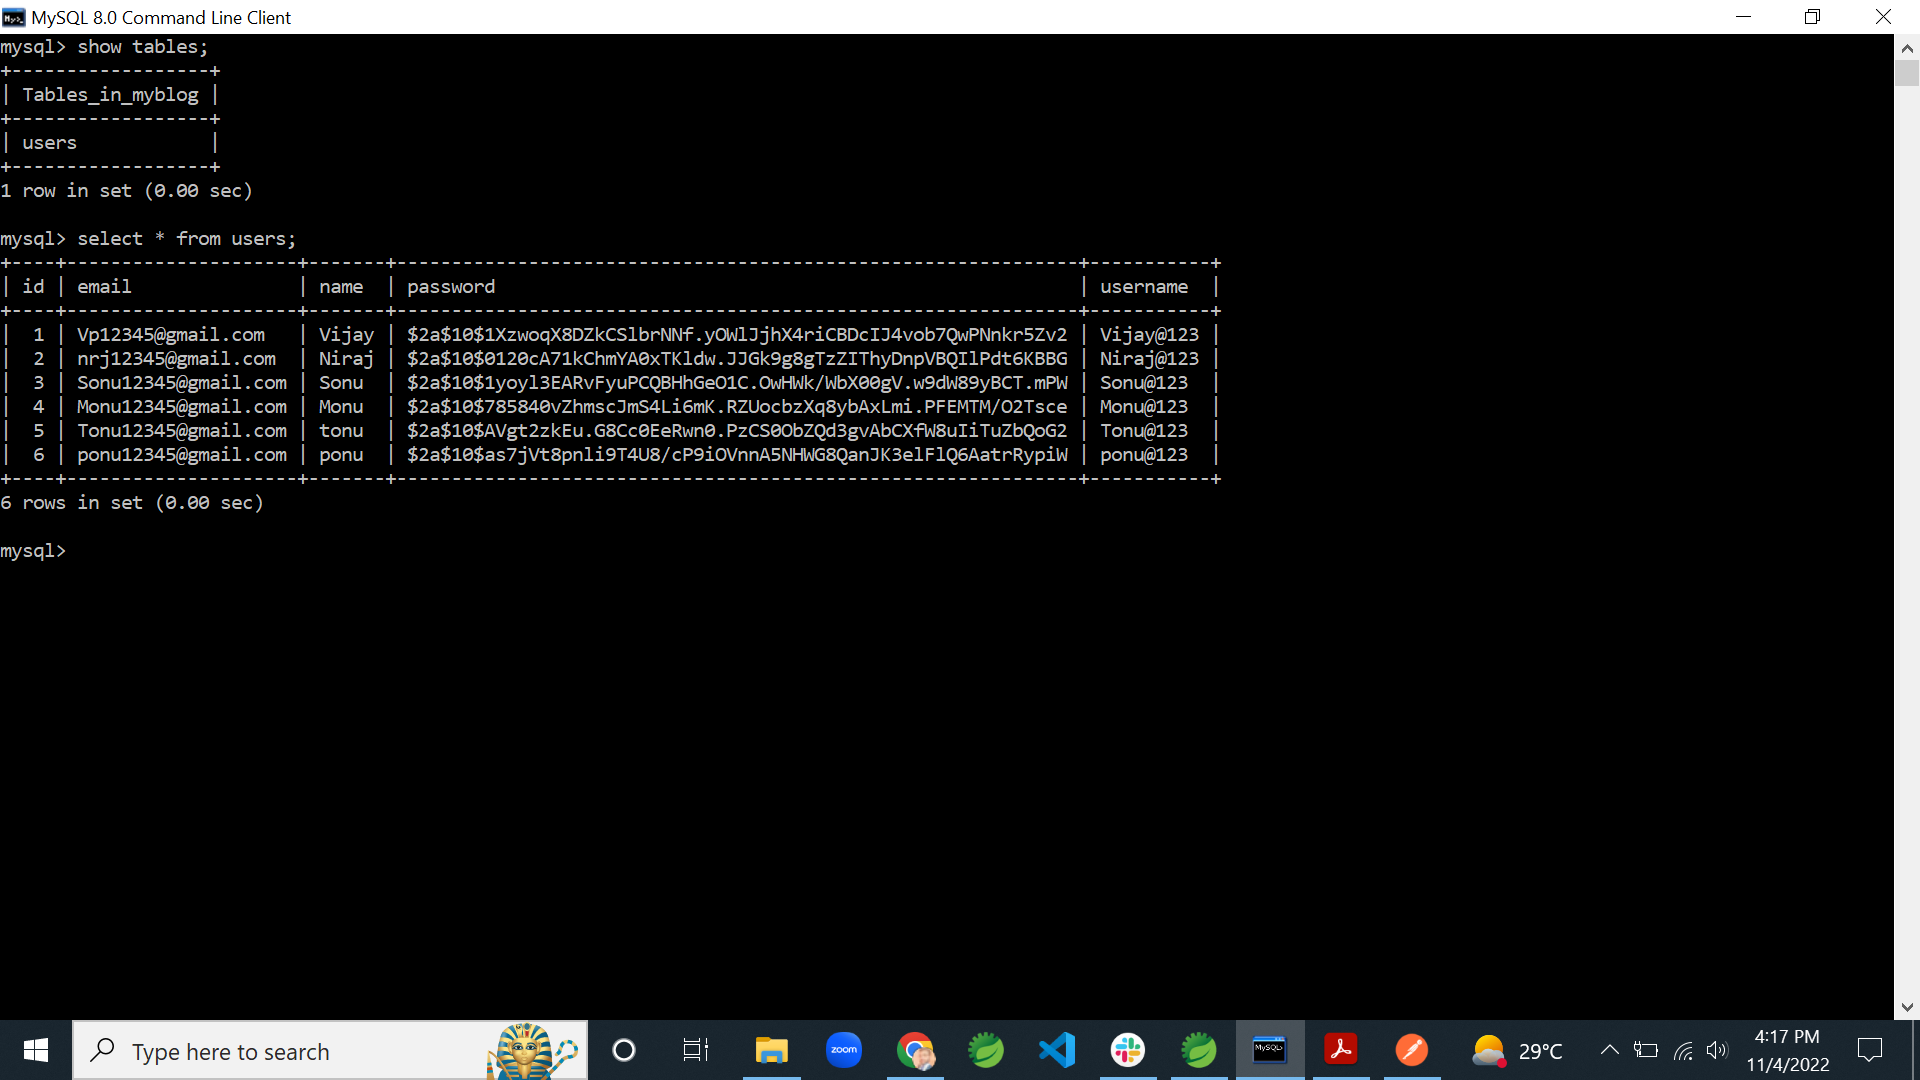 MySQL 8.0 Command Line Client
mysql> show tables;
+------------------+
| Tables_in_myblog |
+------------------+
| users            |
+------------------+
1 row in set (0.00 sec)
mysql> select * from users;
+----+---------------------+-------+--------------------------------------------------------------+-----------+
| id | email               | name  | password                                                     | username  |
+----+---------------------+-------+--------------------------------------------------------------+-----------+
|  1 | Vp12345@gmail.com   | Vijay | $2a$10$1XzwoqX8DZkCSlbrNNf.yOWlJjhX4riCBDcIJ4vob7QwPNnkr5Zv2 | Vijay@123 |
|  2 | nrj12345@gmail.com  | Niraj | $2a$10$0120cA71kChmYA0xTKldw.JJGk9g8gTzZIThyDnpVBQIlPdt6KBBG | Niraj@123 |
|  3 | Sonu12345@gmail.com | Sonu  | $2a$10$1yoyl3EARvFyuPCQBHhGeO1C.OwHWk/WbX00gV.w9dW89yBCT.mPW | Sonu@123  |
|  4 | Monu12345@gmail.com | Monu  | $2a$10$785840vZhmscJmS4Li6mK.RZUocbzXq8ybAxLmi.PFEMTM/O2Tsce | Monu@123  |
|  5 | Tonu12345@gmail.com | tonu  | $2a$10$AVgt2zkEu.G8Cc0EeRwn0.PzCS0ObZQd3gvAbCXfW8uIiTuZbQoG2 | Tonu@123  |
|  6 | ponu12345@gmail.com | ponu  | $2a$10$as7jVt8pnli9T4U8/cP9iOVnnA5NHWG8QanJK3elFlQ6AatrRypiW | ponu@123  |
+----+---------------------+-------+--------------------------------------------------------------+-----------+
6 rows in set (0.00 sec)
mysql>
Type here to search
zoom
MySQL
29°C
4:17 PM
11/4/2022